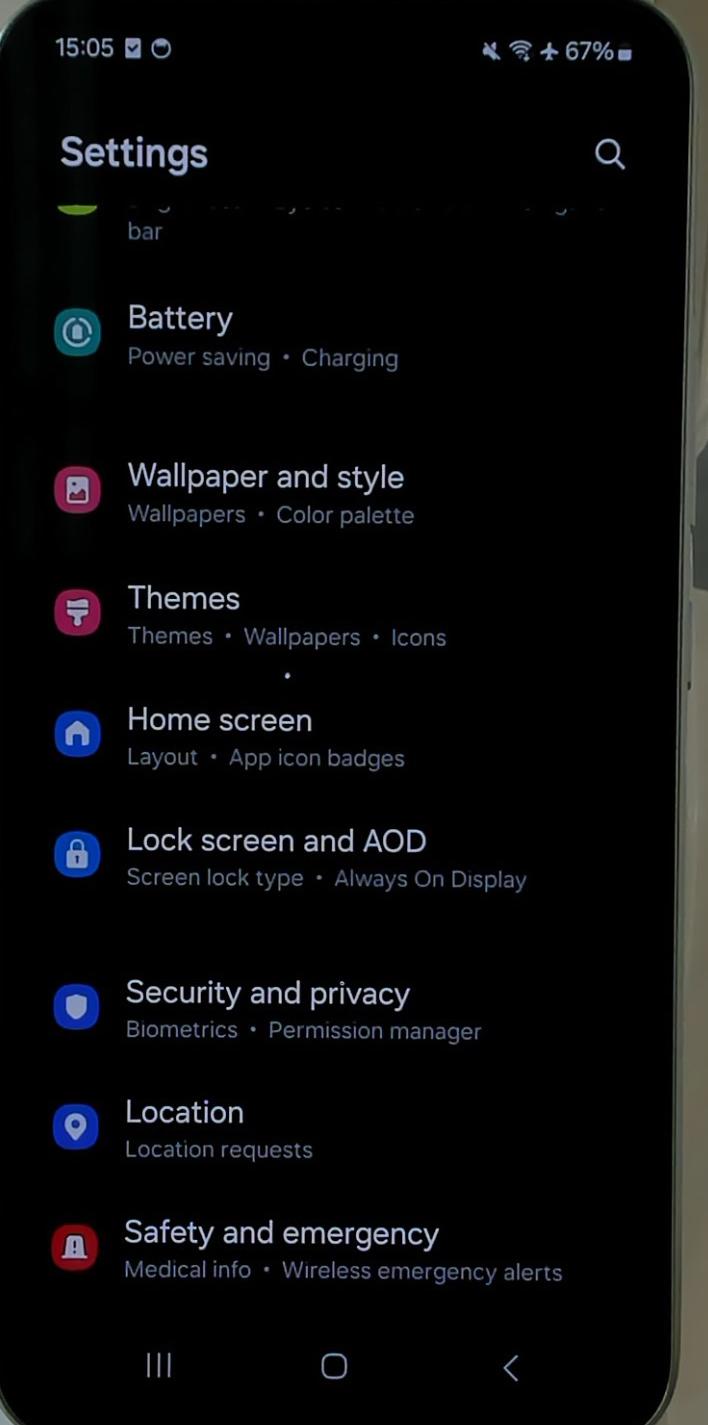 15:05 67%
Settings
bar
Battery
Power saving • Charging
Wallpaper and style
Wallpapers • Color palette
Themes
Themes • Wallpapers • Icons
Home screen
Layout • App icon badges
Lock screen and AOD
Screen lock type • Always On Display
Security and privacy
Biometrics • Permission manager
Location
Location requests
Safety and emergency
Medical info • Wireless emergency alerts